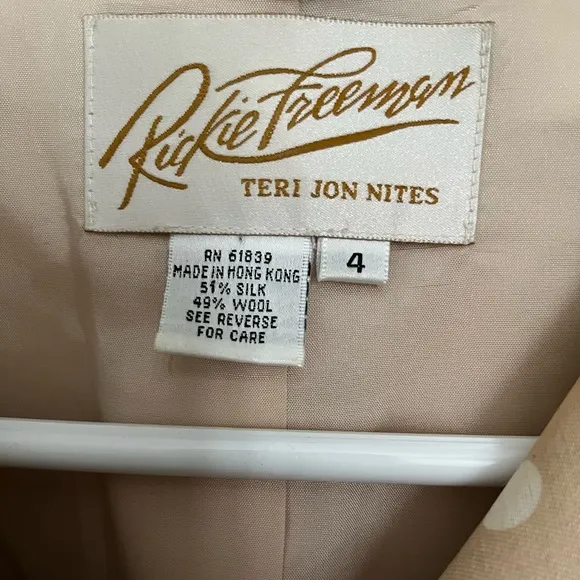 Rickie Freeman
TERI JON NITES
4
RN 61839
MADE IN HONG KONG
51% SILK
49% WOOL
SEE REVERSE
FOR CARE